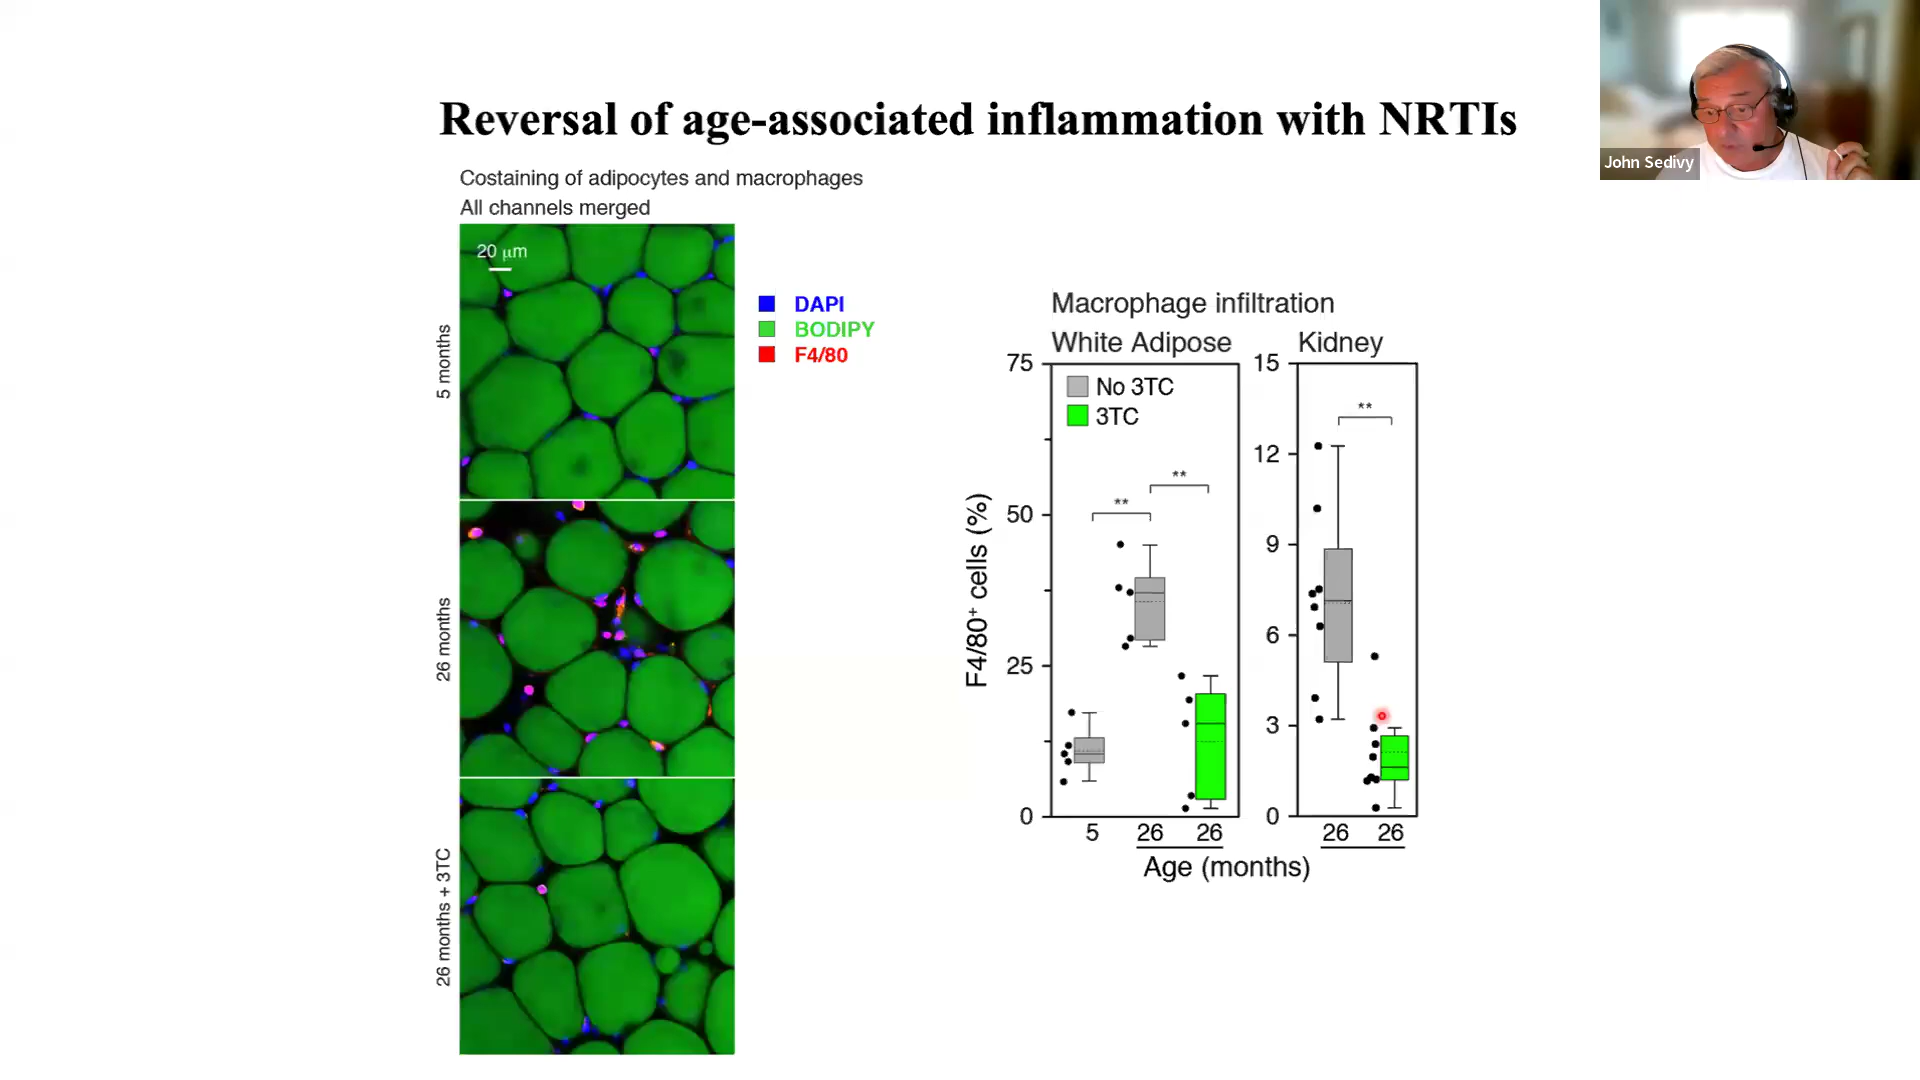 Reversal of age-associated inflammation with NRTIs
John Sedivy
Costaining of adipocytes and macrophages
All channels merged
20 µm
5 months
26 months
26 months + 3TC
DAPI
BODIPY
F4/80
Macrophage infiltration
White Adipose
Kidney
F4/80⁺ cells (%)
75
50
25
0
No 3TC
3TC
**
**
5
26
26
15
12
9
6
3
0
**
26
26
Age (months)